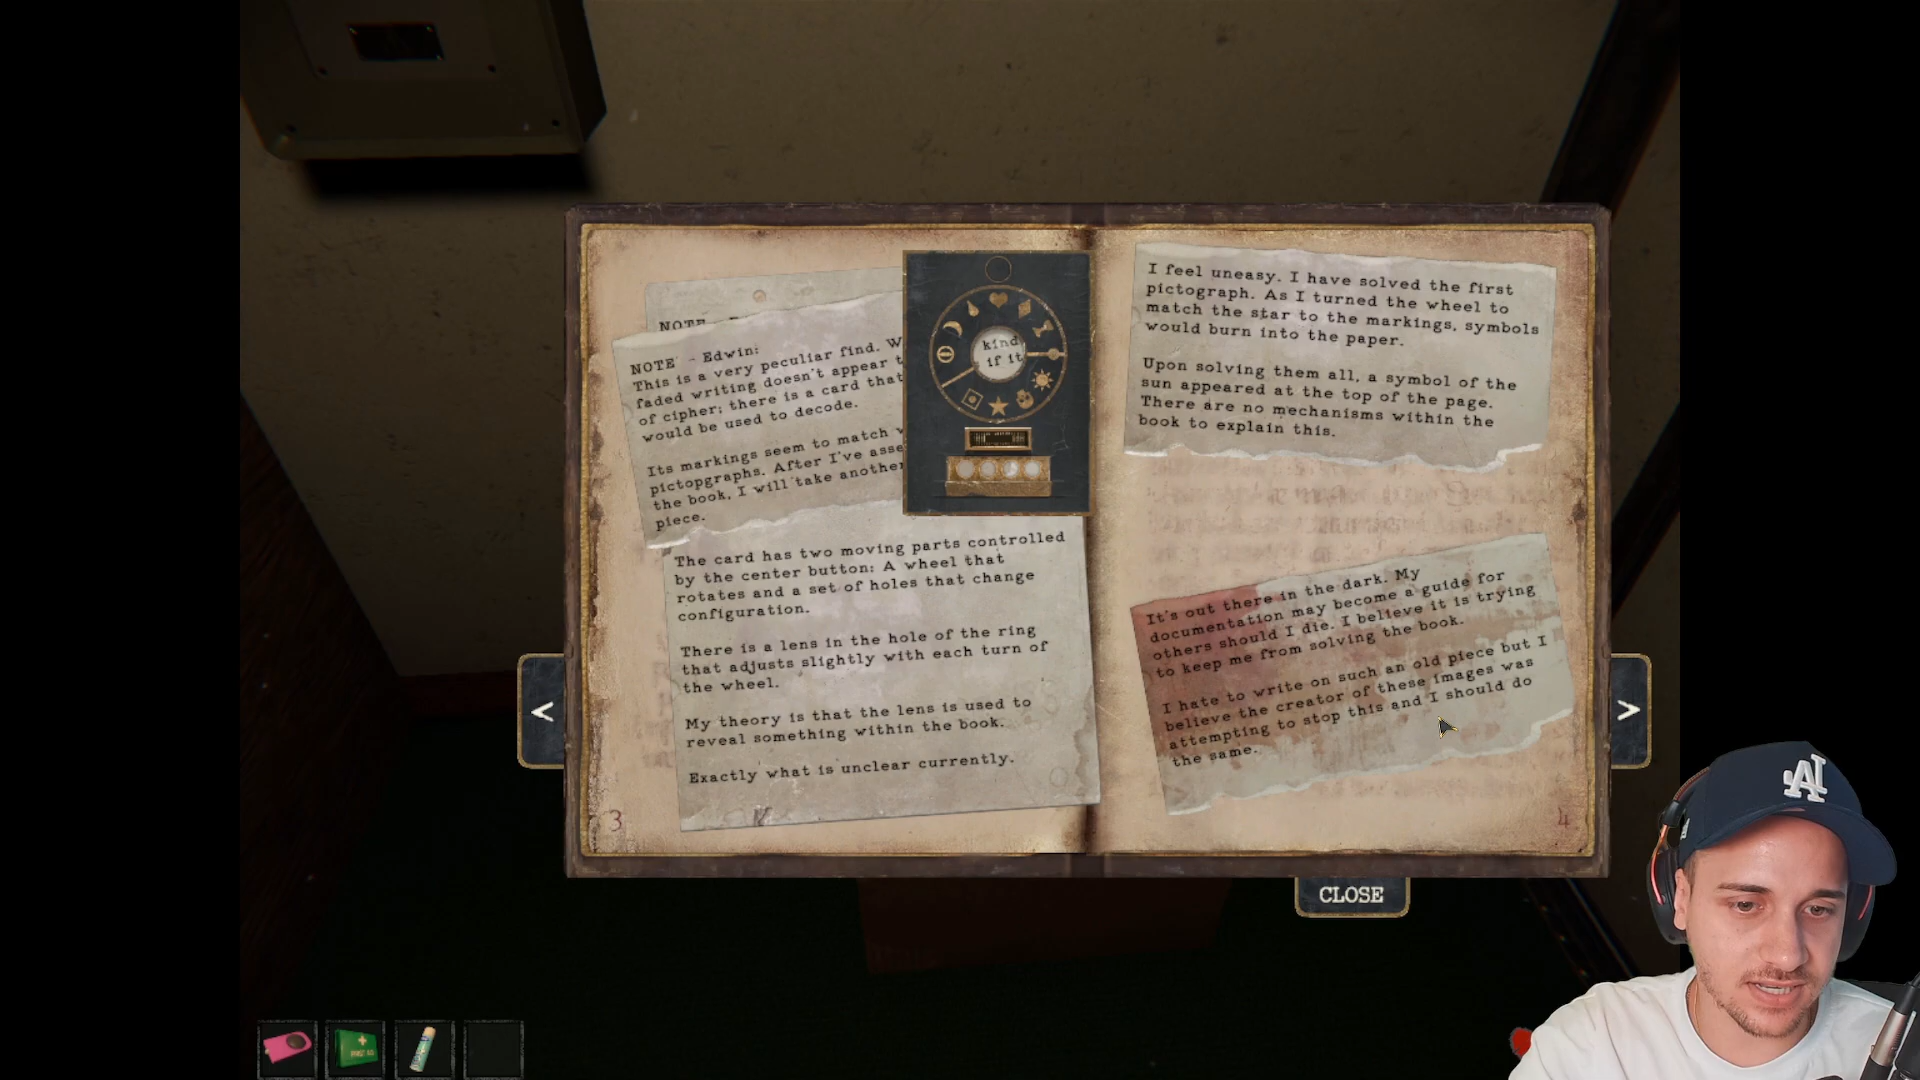 NOTE
NOTE - Edwin:
This is a very peculiar find. W
faded writing doesn't appear t
of cipher; there is a card that
would be used to decode.
Its markings seem to match
pictopgraphs. After I've asse
the book, I will take another
piece.
kind
if it
The card has two moving parts controlled
by the center button: A wheel that
rotates and a set of holes that change
configuration.
There is a lens in the hole of the ring
that adjusts slightly with each turn of
the wheel.
My theory is that the lens is used to
reveal something within the book.
Exactly what is unclear currently.
3
I feel uneasy. I have solved the first
pictograph. As I turned the wheel to
match the star to the markings, symbols
would burn into the paper.
Upon solving them all, a symbol of the
sun appeared at the top of the page.
There are no mechanisms within the
book to explain this.
It's out there in the dark. My
documentation may become a guide for
others should I die. I believe it is trying
to keep me from solving the book.
I hate to write on such an old piece but I
believe the creator of these images was
attempting to stop this and I should do
the same.
4
<
>
CLOSE
FIRST AID
LA